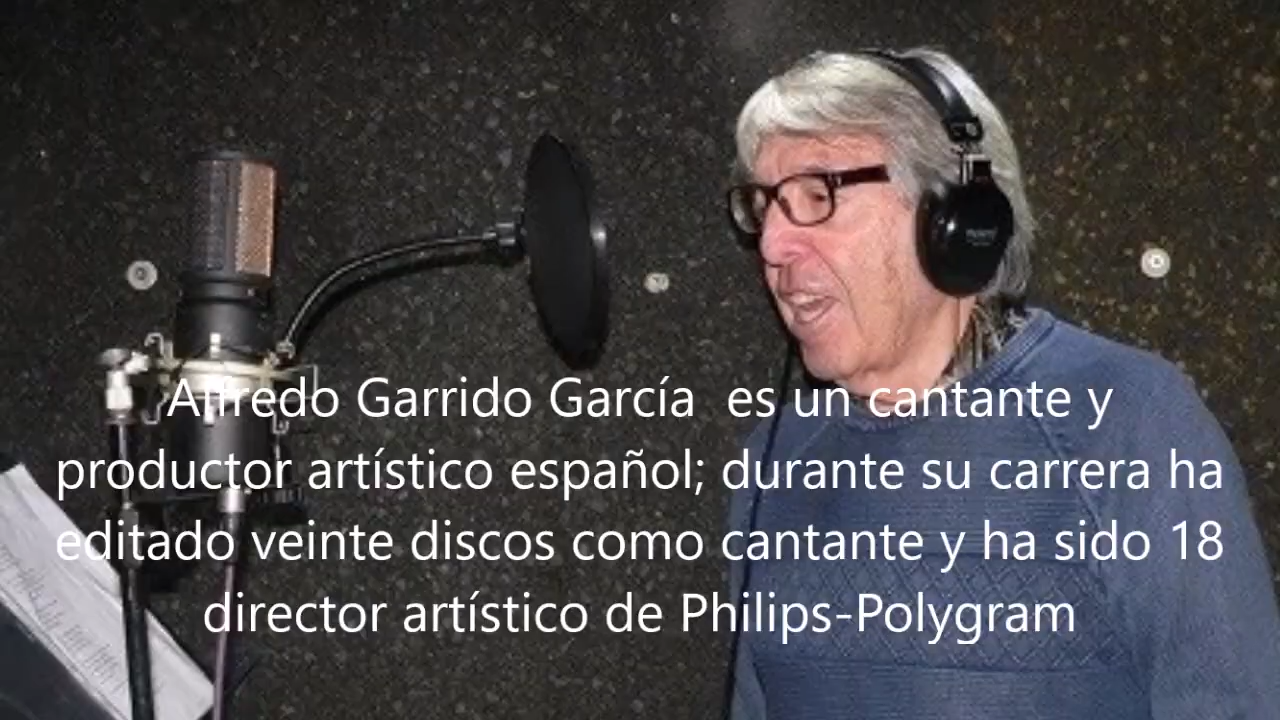 Alfredo Garrido García  es un cantante y
productor artístico español; durante su carrera ha
editado veinte discos como cantante y ha sido 18
director artístico de Philips-Polygram